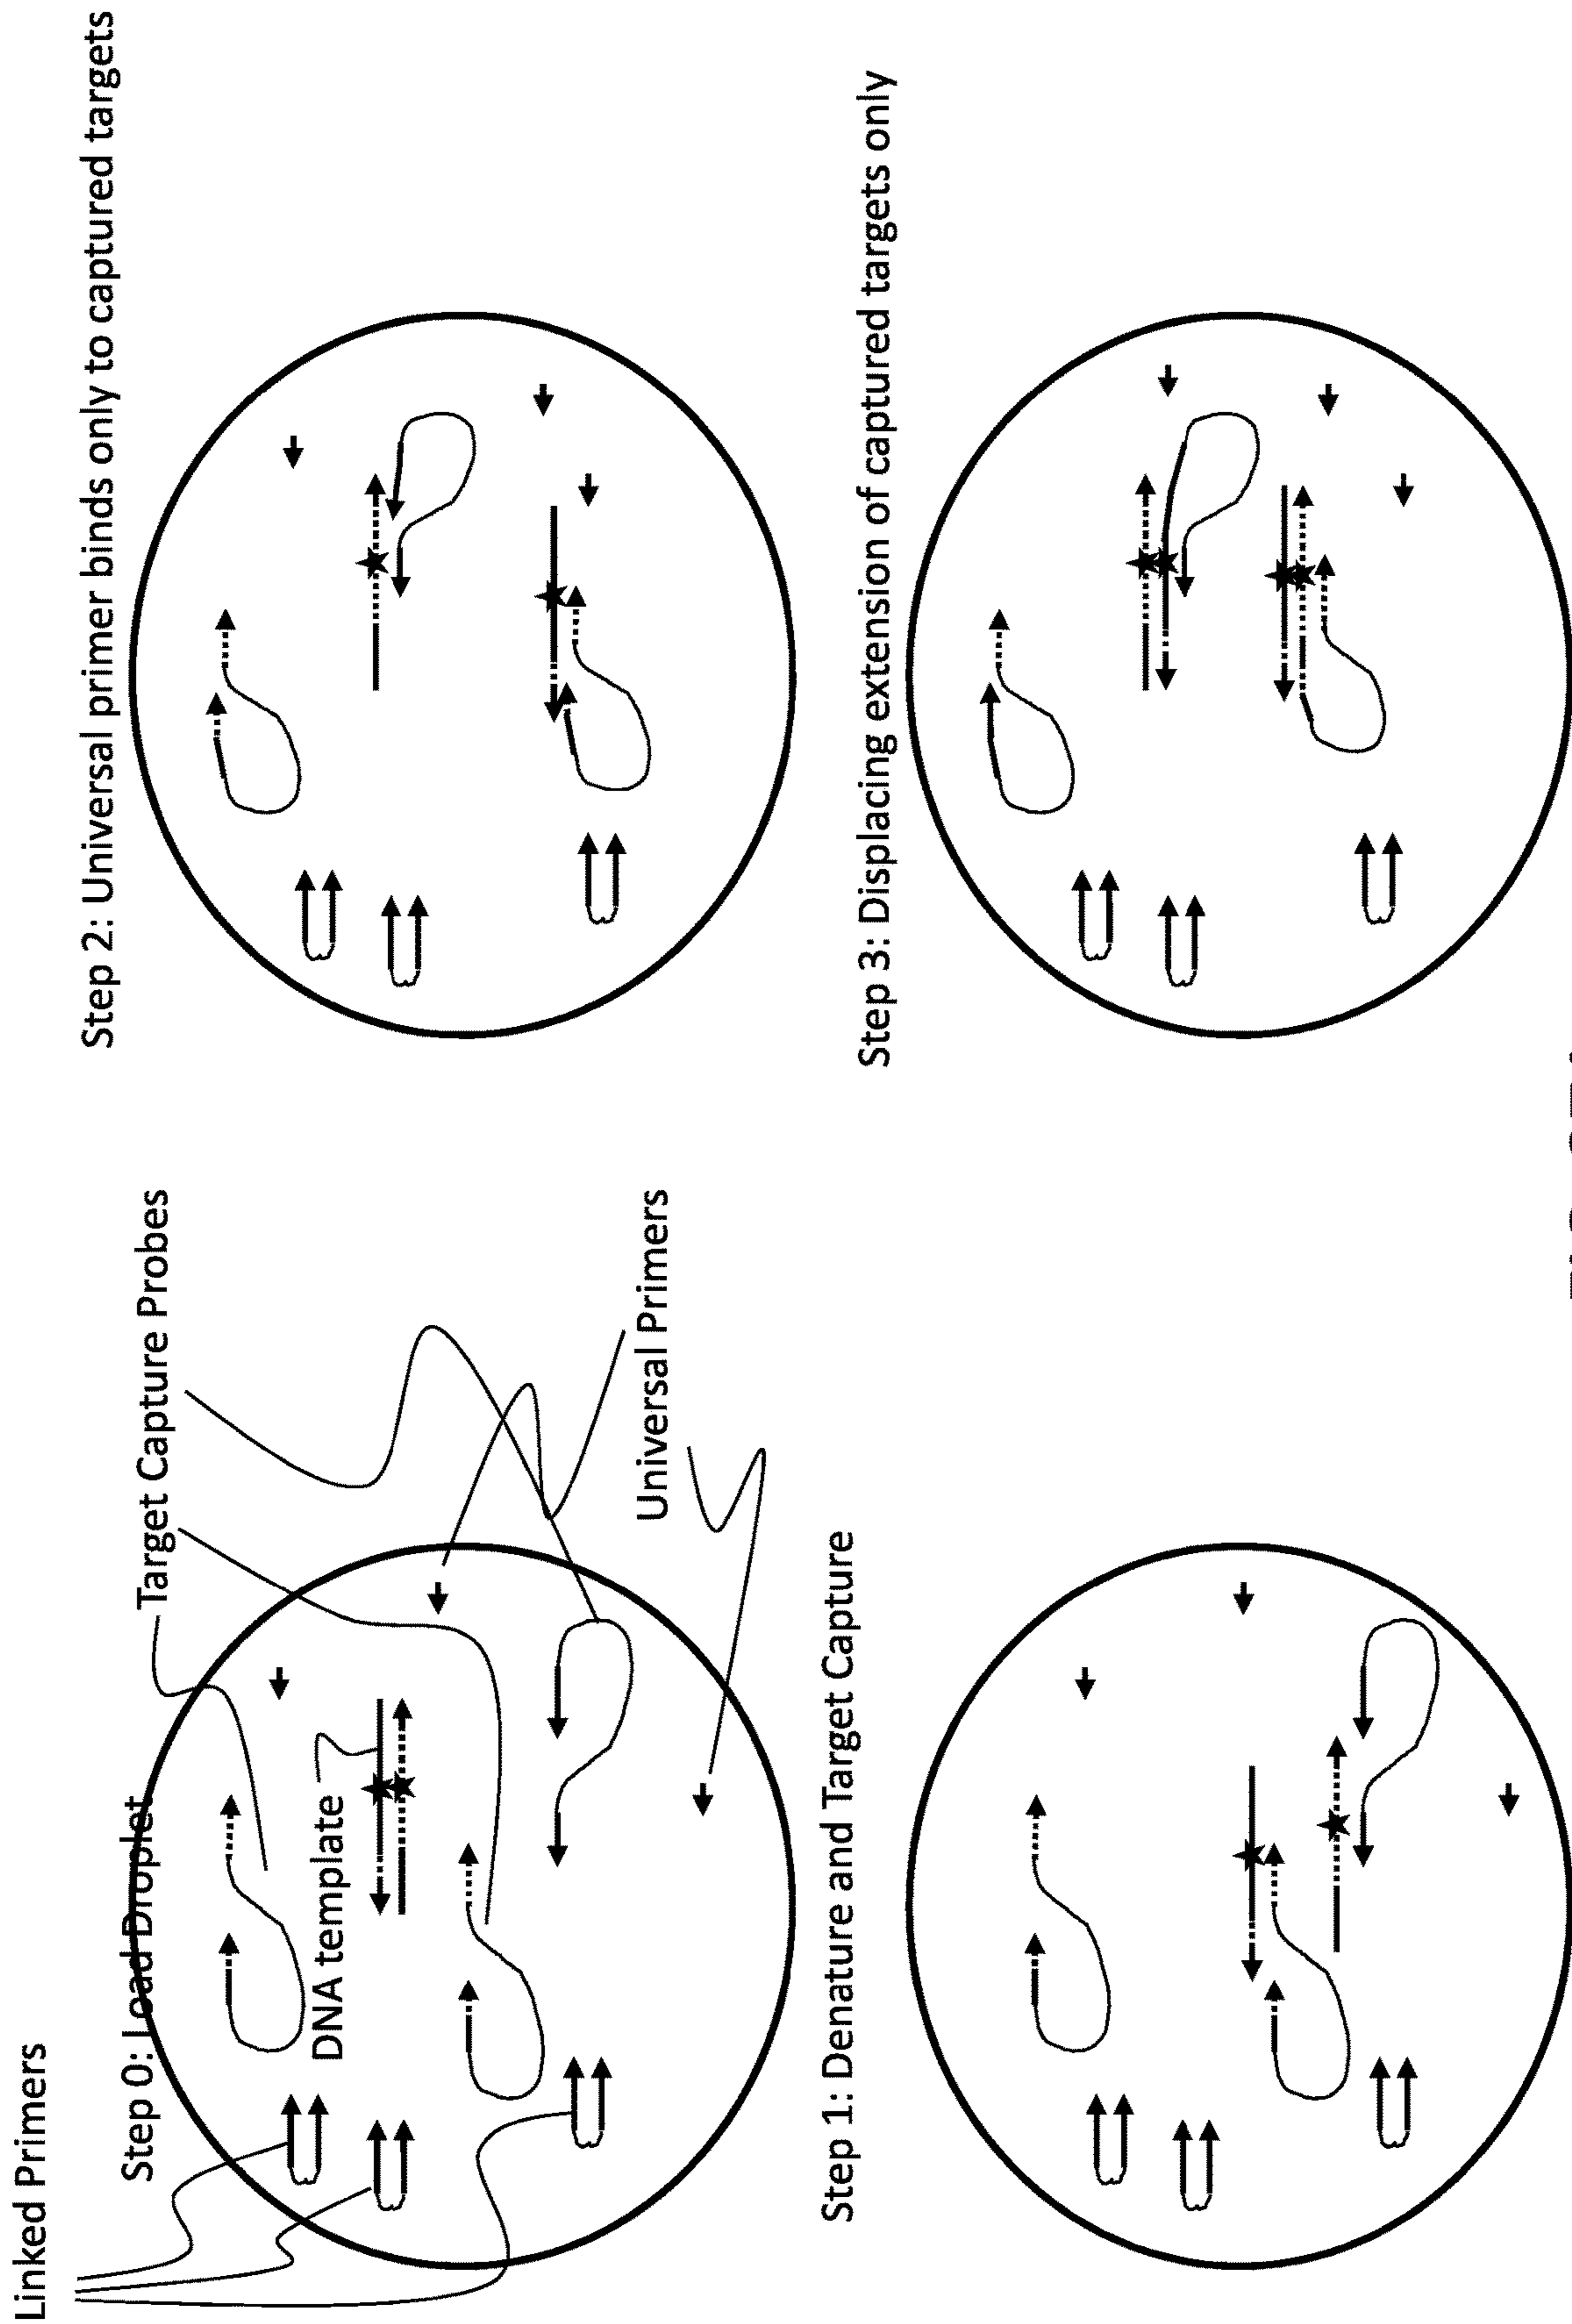 Linked Primers
Step 0: Load Droplet
Target Capture Probes
DNA template
Universal Primers
Step 1: Denature and Target Capture
Step 2: Universal primer binds only to captured targets
Step 3: Displacing extension of captured targets only